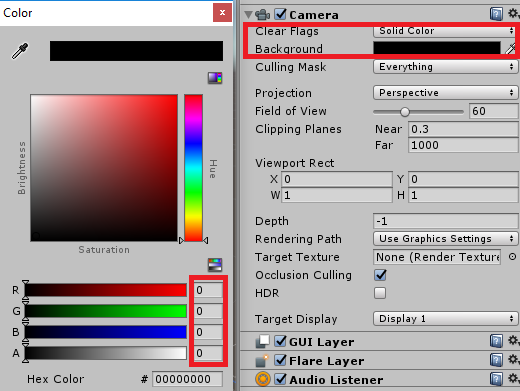 Color
Brightness
Hue
Saturation
R 0
G 0
B 0
A 0
Hex Color # 00000000
Camera
Clear Flags Solid Color
Background
Culling Mask Everything
Projection Perspective
Field of View 60
Clipping Planes Near 0.3
Far 1000
Viewport Rect
X 0 Y 0
W 1 H 1
Depth -1
Rendering Path Use Graphics Settings
Target Texture None (Render Texture
Occlusion Culling
HDR
Target Display Display 1
GUI Layer
Flare Layer
Audio Listener